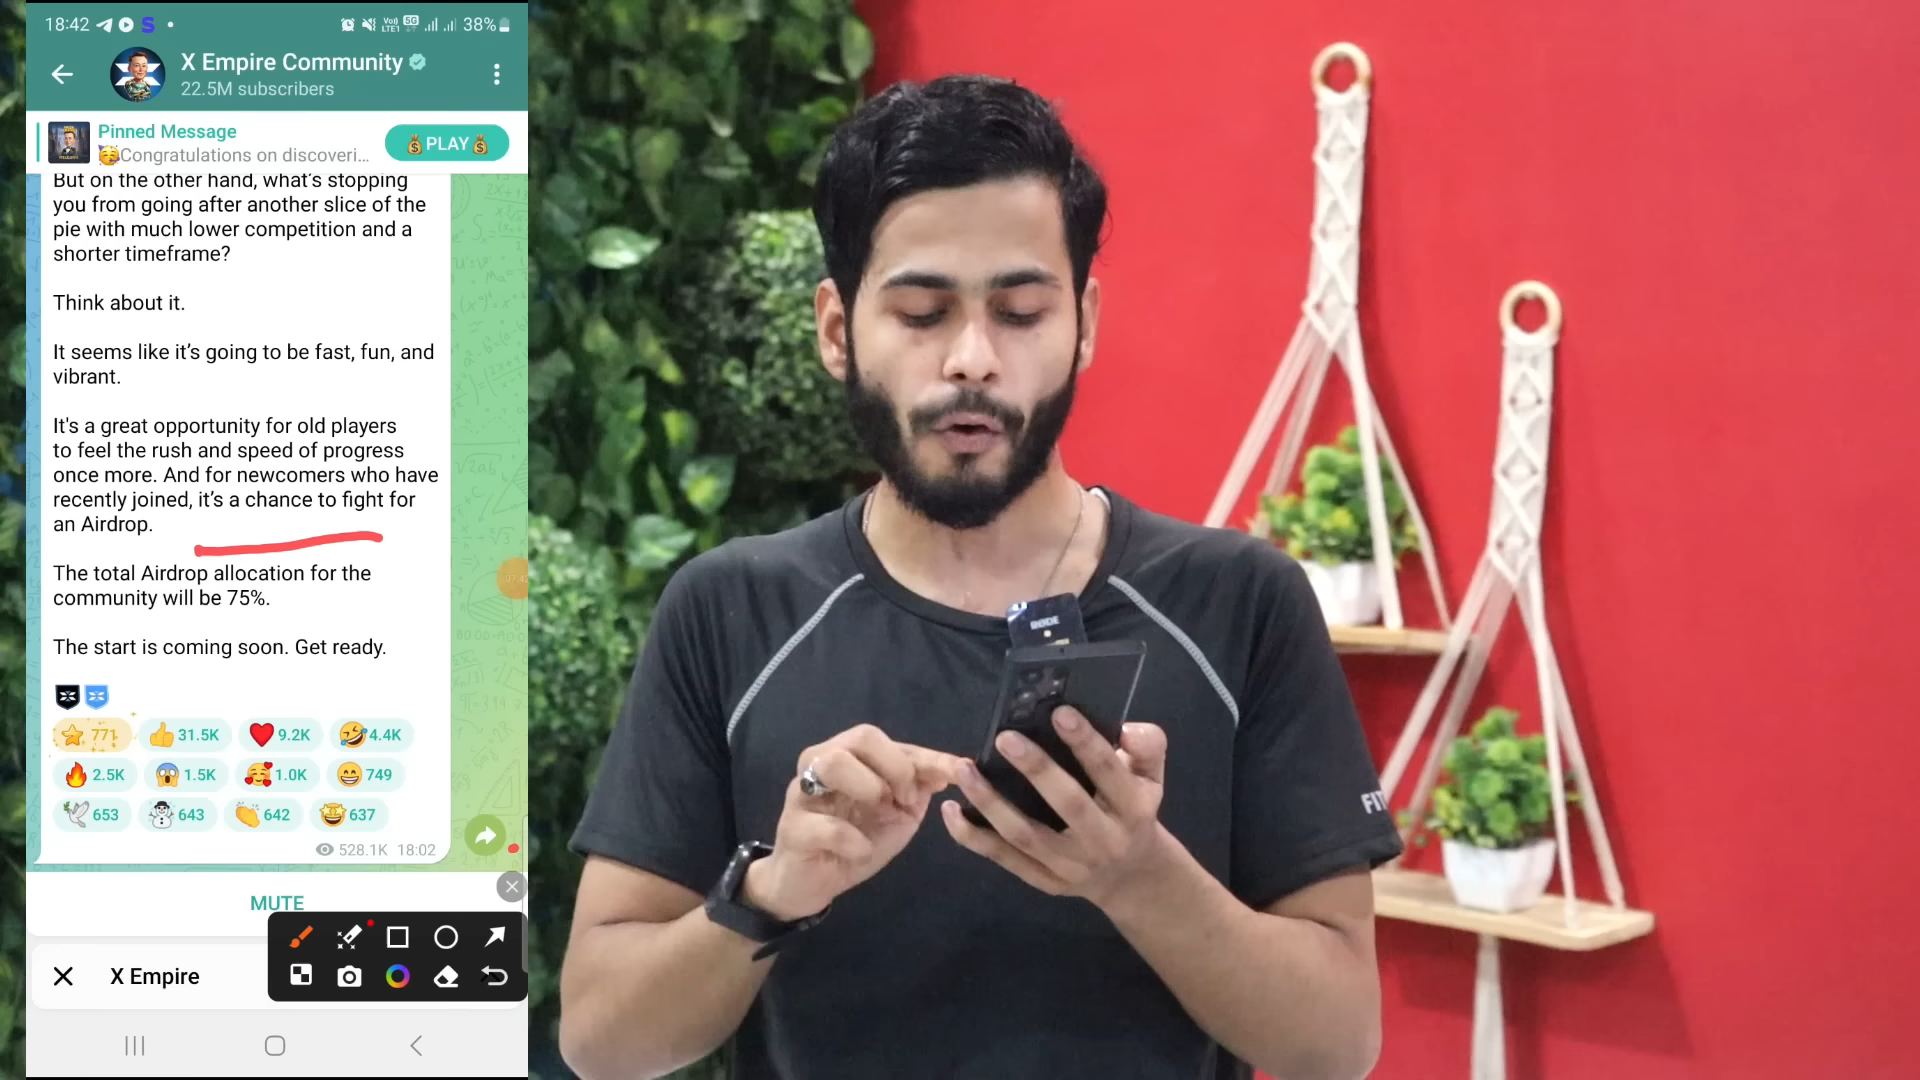 18:42
VoLTE1 5G 38%
X Empire Community
22.5M subscribers
Pinned Message
🥳Congratulations on discoveri...
💰PLAY💰
But on the other hand, what's stopping
you from going after another slice of the
pie with much lower competition and a
shorter timeframe?
Think about it.
It seems like it’s going to be fast, fun, and
vibrant.
It's a great opportunity for old players
to feel the rush and speed of progress
once more. And for newcomers who have
recently joined, it’s a chance to fight for
an Airdrop.
The total Airdrop allocation for the
community will be 75%.
The start is coming soon. Get ready.
771 31.5K 9.2K 4.4K
2.5K 1.5K 1.0K 749
653 643 642 637
528.1K 18:02
MUTE
X Empire
RØDE
FIT